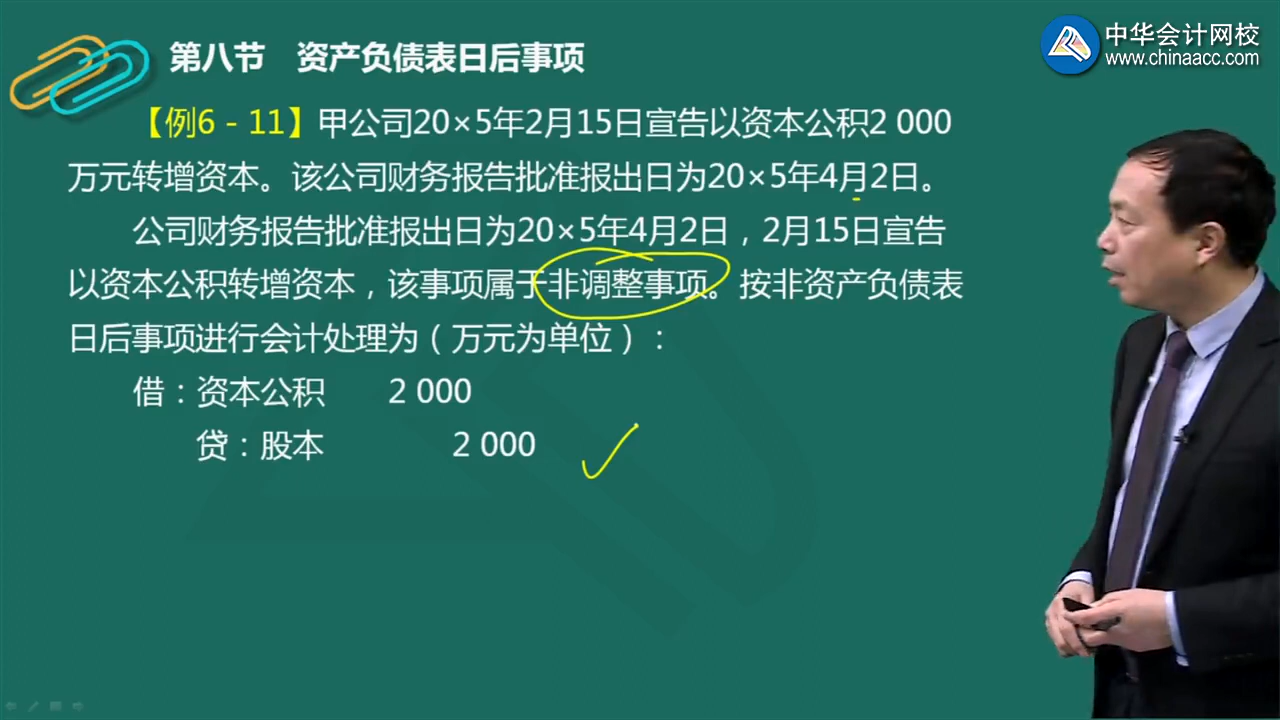 中华会计网校
www.chinaacc.com
第八节 资产负债表日后事项
【例6－11】甲公司20×5年2月15日宣告以资本公积2 000
万元转增资本。该公司财务报告批准报出日为20×5年4月2日。
公司财务报告批准报出日为20×5年4月2日，2月15日宣告
以资本公积转增资本，该事项属于非调整事项。按非资产负债表
日后事项进行会计处理为（万元为单位）：
借：资本公积 2 000
贷：股本 2 000